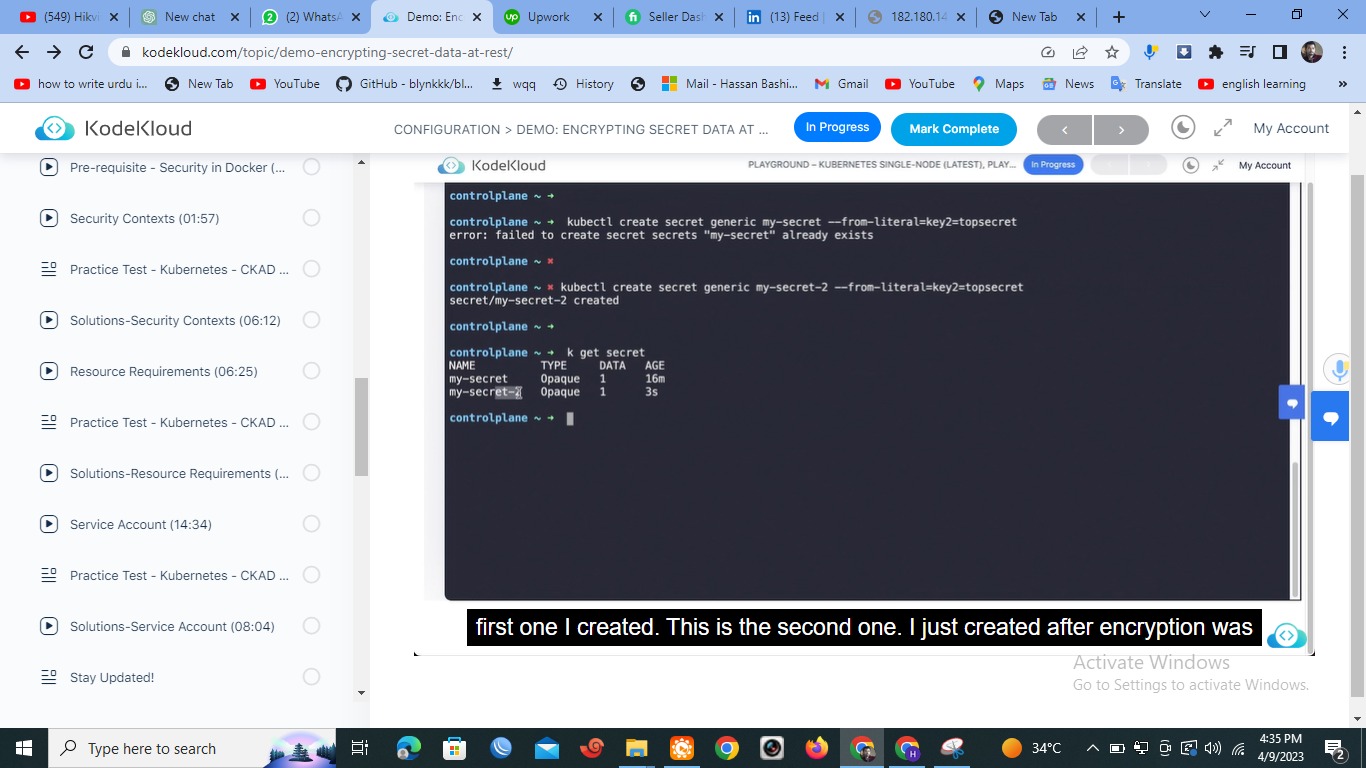 (549) Hikvi
New chat
(2) WhatsA
Demo: Enc
Upwork
Seller Dash
(13) Feed |
182.180.14
New Tab
kodekloud.com/topic/demo-encrypting-secret-data-at-rest/
how to write urdu i...
New Tab
YouTube
GitHub - blynkkk/bl...
wqq
History
Mail - Hassan Bashi...
Gmail
YouTube
Maps
News
Translate
english learning
»
KodeKloud
CONFIGURATION > DEMO: ENCRYPTING SECRET DATA AT ...
In Progress
Mark Complete
<
>
My Account
Pre-requisite - Security in Docker (...
Security Contexts (01:57)
Practice Test - Kubernetes - CKAD ...
Solutions-Security Contexts (06:12)
Resource Requirements (06:25)
Practice Test - Kubernetes - CKAD ...
Solutions-Resource Requirements (...
Service Account (14:34)
Practice Test - Kubernetes - CKAD ...
Solutions-Service Account (08:04)
Stay Updated!
KodeKloud
PLAYGROUND – KUBERNETES SINGLE-NODE (LATEST), PLAY...
In Progress
My Account
controlplane ~ ➜
controlplane ~ ➜ kubectl create secret generic my-secret --from-literal=key2=topsecret
error: failed to create secret secrets "my-secret" already exists
controlplane ~ ✖
controlplane ~ ✖ kubectl create secret generic my-secret-2 --from-literal=key2=topsecret
secret/my-secret-2 created
controlplane ~ ➜
controlplane ~ ➜ k get secret
NAME TYPE DATA AGE
my-secret Opaque 1 16m
my-secret-2 Opaque 1 3s
controlplane ~ ➜
first one I created. This is the second one. I just created after encryption was
Activate Windows
Go to Settings to activate Windows.
Type here to search
H
34°C
4:35 PM
4/9/2023
2